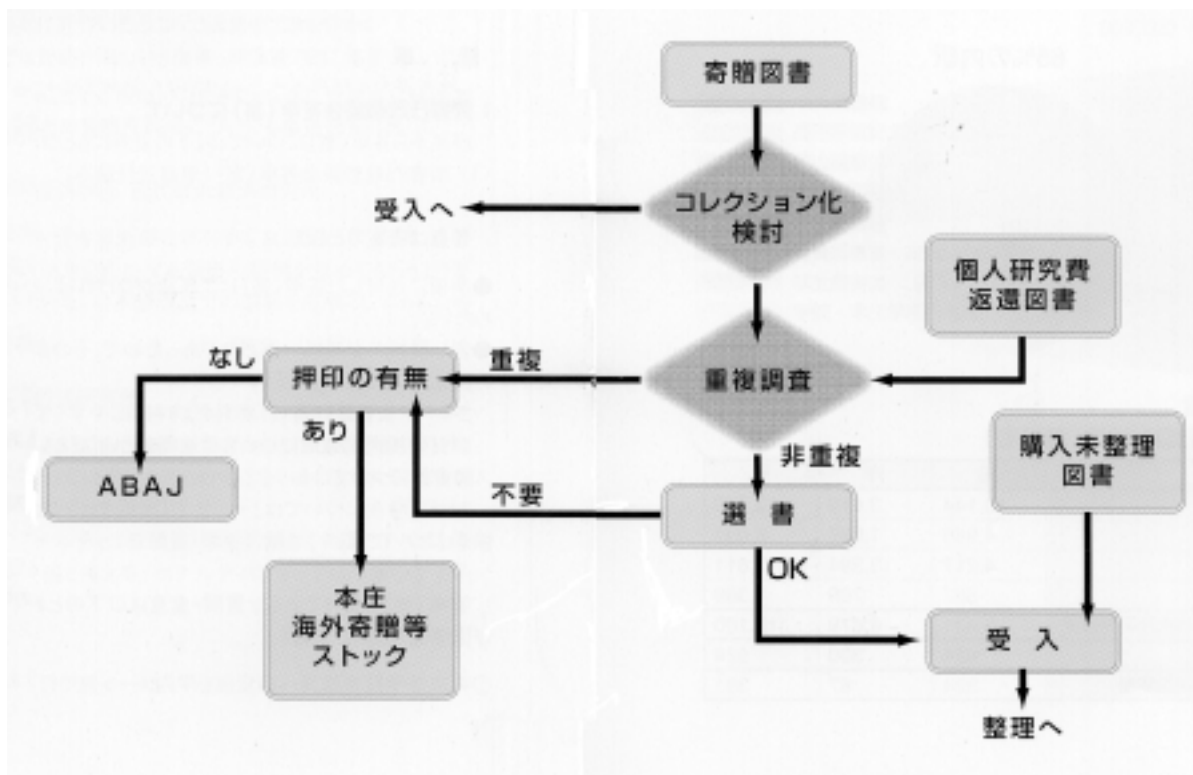 寄贈図書
コレクション化
検討
受入へ
個人研究費
返還図書
重複調査
重複
押印の有無
なし
あり
ABAJ
非重複
購入未整理
図書
選 書
不要
OK
本庄
海外寄贈等
ストック
受 入
整理へ